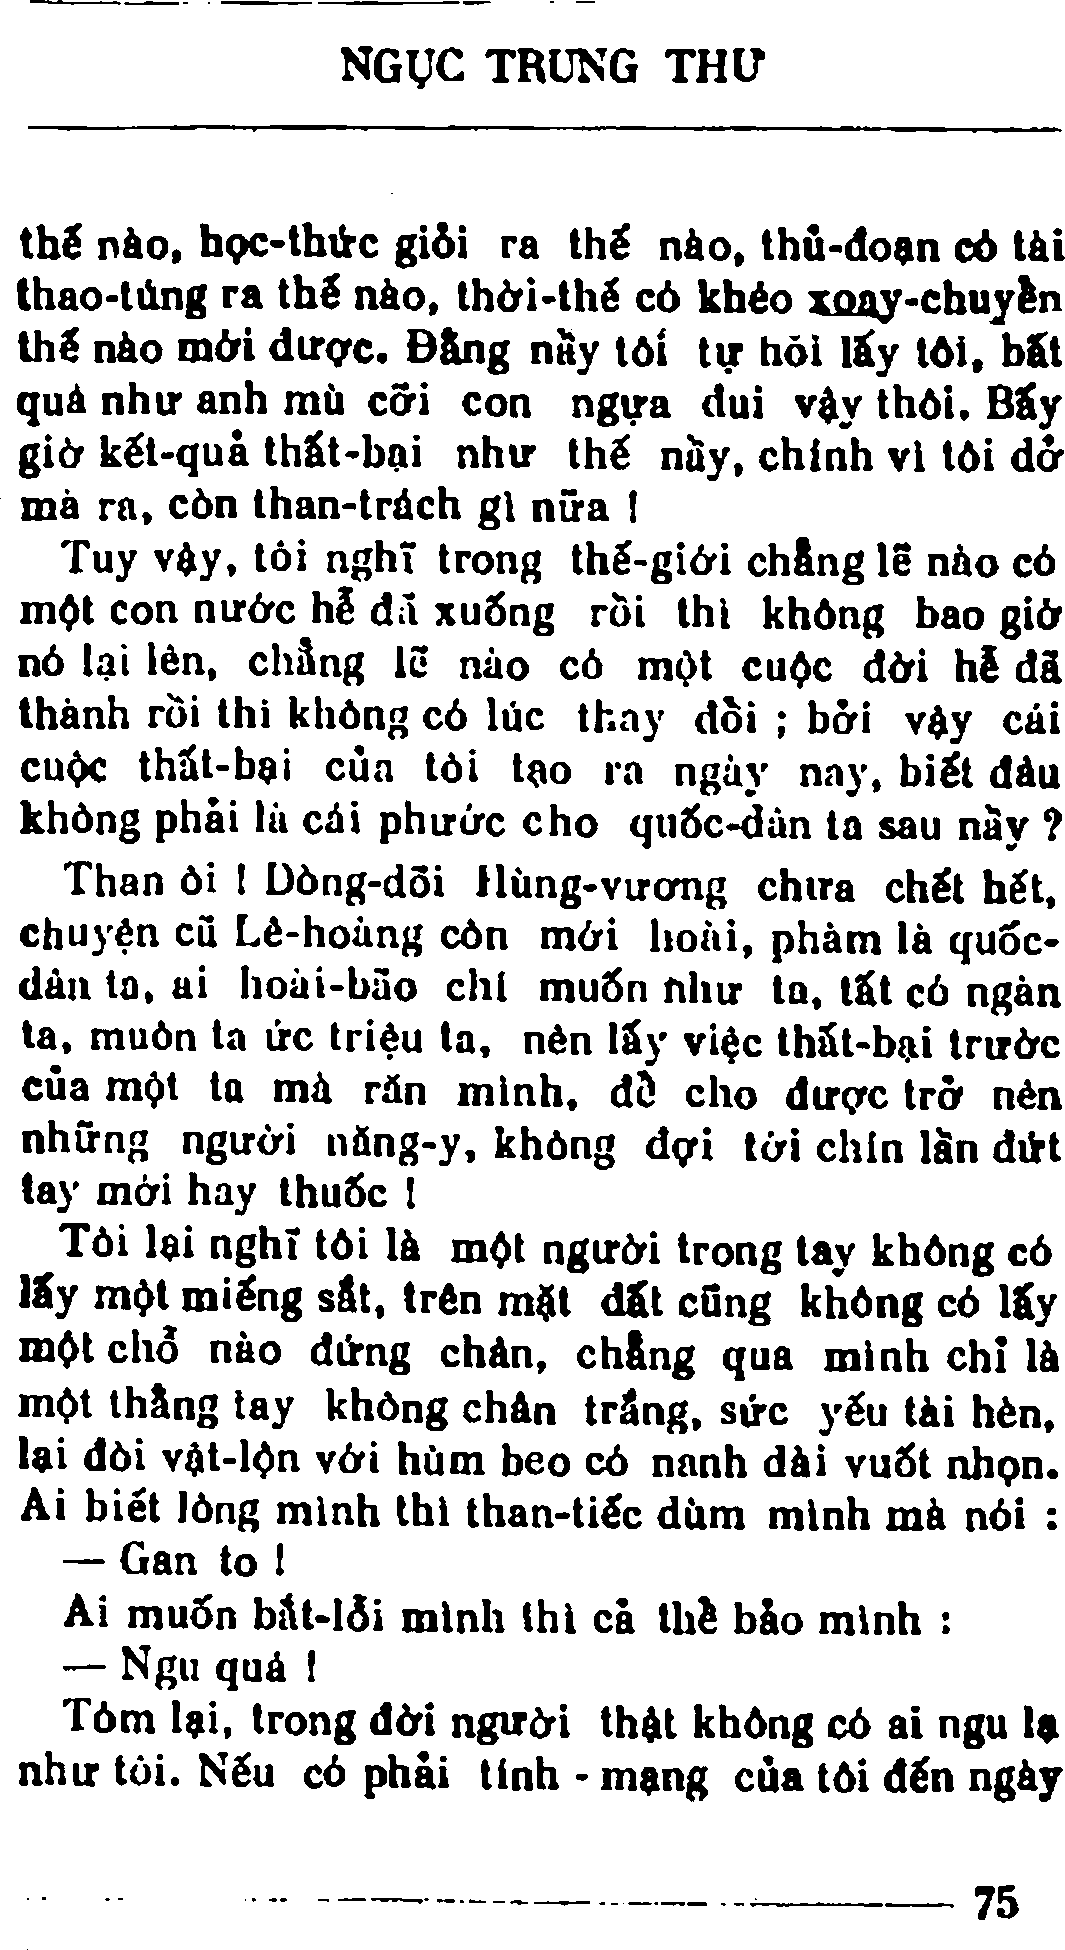 NGỤC TRUNG THƯ
thế nào, học-thức giỏi ra thế nào, thủ-đoạn có tài
thao-túng ra thế nào, thời-thế có khéo xoay-chuyển
thế nào mới được. Đằng nầy tôi tự hỏi lấy tôi, bất
quá như anh mù cỡi con ngựa đui vậy thôi. Bấy
giờ kết-quả thất-bại như thế nầy, chính vì tôi dở
mà ra, còn than-trách gì nữa !
Tuy vậy, tôi nghĩ trong thế-giới chẳng lẽ nào có
một con nước hễ đã xuống rồi thì không bao giờ
nó lại lên, chẳng lẽ nào có một cuộc đời hễ đã
thành rồi thì không có lúc thay đổi ; bởi vậy cái
cuộc thất-bại của tôi tạo ra ngày nay, biết đâu
không phải là cái phước cho quốc-dân ta sau nầy ?
Than ôi ! Dòng-dõi Hùng-vương chưa chết hết,
chuyện cũ Lê-hoàng còn mới hoài, phàm là quốc-
dân ta, ai hoài-bão chí muốn như ta, tất có ngàn
ta, muôn ta ức triệu ta, nên lấy việc thất-bại trước
của một ta mà răn mình, để cho được trở nên
những người năng-y, không đợi tới chín lần đứt
tay mới hay thuốc !
Tôi lại nghĩ tôi là một người trong tay không có
lấy một miếng sắt, trên mặt đất cũng không có lấy
một chỗ nào đứng chân, chẳng qua mình chỉ là
một thằng tay không chân trắng, sức yếu tài hèn,
lại đòi vật-lộn với hùm beo có nanh dài vuốt nhọn.
Ai biết lòng mình thì than-tiếc dùm mình mà nói :
— Gan to !
Ai muốn bắt-lỗi mình thì cả thể bảo mình :
— Ngu quá !
Tóm lại, trong đời người thật không có ai ngu lạ
như tôi. Nếu có phải tính - mạng của tôi đến ngày
75